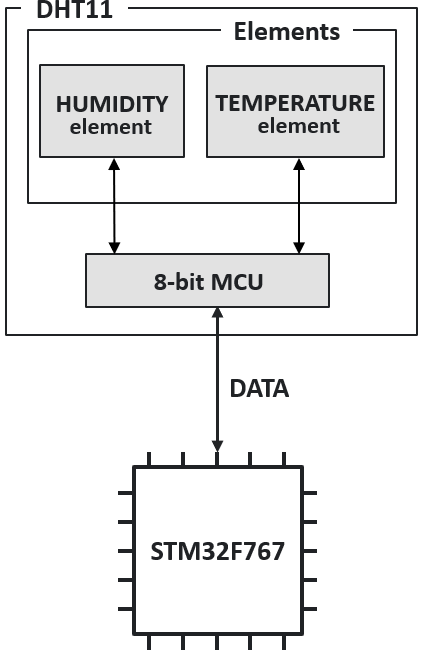 DHT11
Elements
HUMIDITY
element
TEMPERATURE
element
8-bit MCU
DATA
STM32F767